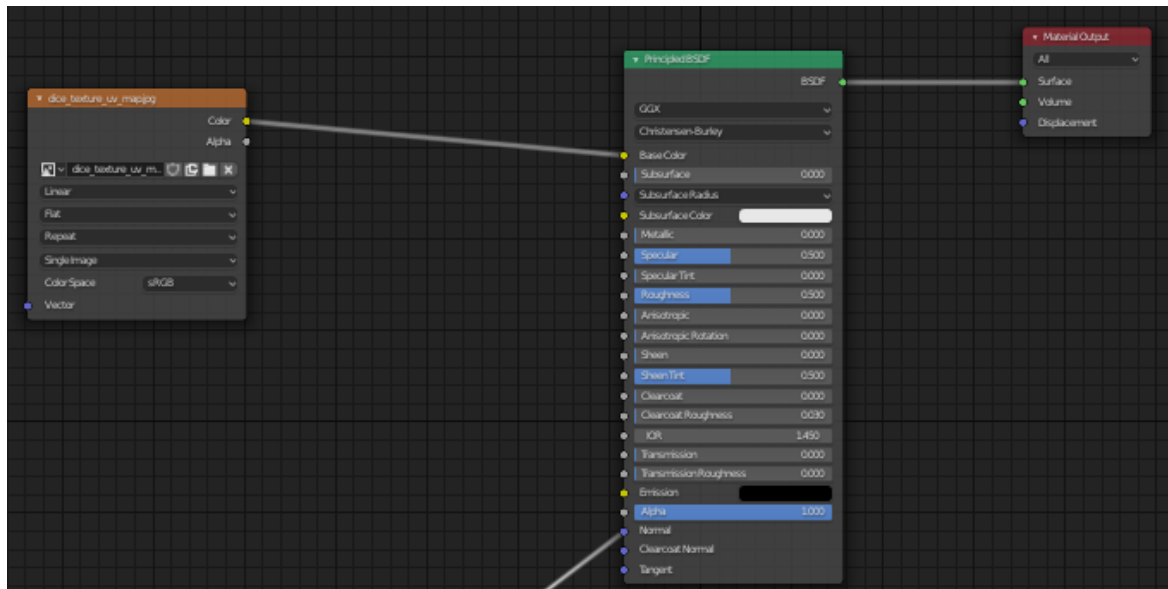 dice_texture_uv_map.jpg
Color
Alpha
dice_texture_uv_m...
Linear
Flat
Repeat
Single Image
Color Space sRGB
Vector
Principled BSDF
BSDF
GGX
Christensen-Burley
Base Color
Subsurface 0.000
Subsurface Radius
Subsurface Color
Metallic 0.000
Specular 0.500
Specular Tint 0.000
Roughness 0.500
Anisotropic 0.000
Anisotropic Rotation 0.000
Sheen 0.000
Sheen Tint 0.500
Clearcoat 0.000
Clearcoat Roughness 0.030
IOR 1.450
Transmission 0.000
Transmission Roughness 0.000
Emission
Alpha 1.000
Normal
Clearcoat Normal
Tangent
Material Output
All
Surface
Volume
Displacement